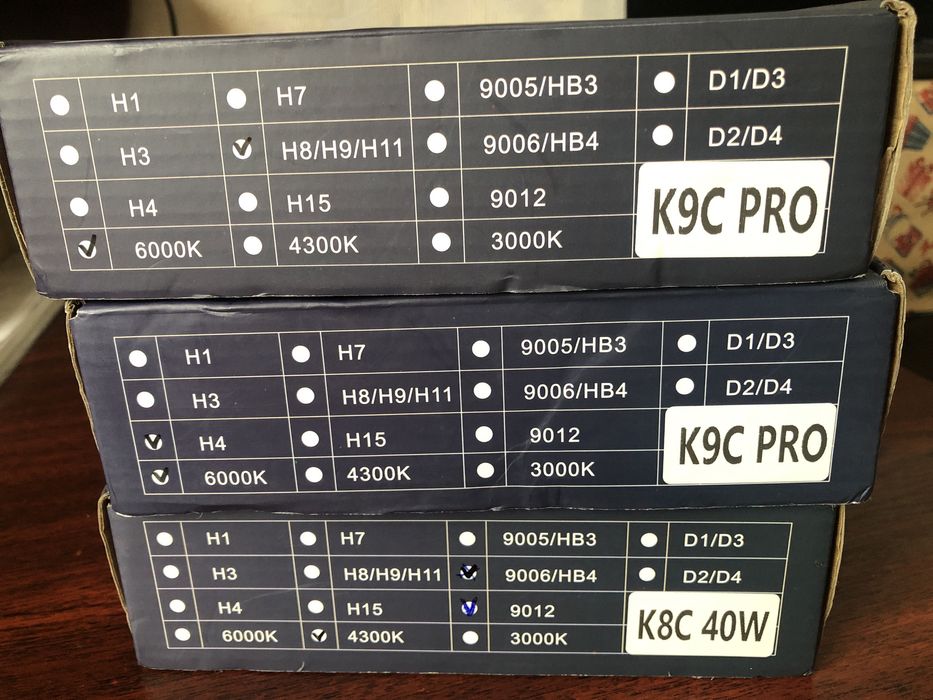 H1 H7 9005/HB3 D1/D3
H3 H8/H9/H11 9006/HB4 D2/D4
H4 H15 9012
6000K 4300K 3000K
K9C PRO
H1 H7 9005/HB3 D1/D3
H3 H8/H9/H11 9006/HB4 D2/D4
H4 H15 9012
6000K 4300K 3000K
K9C PRO
H1 H7 9005/HB3 D1/D3
H3 H8/H9/H11 9006/HB4 D2/D4
H4 H15 9012
6000K 4300K 3000K
K8C 40W